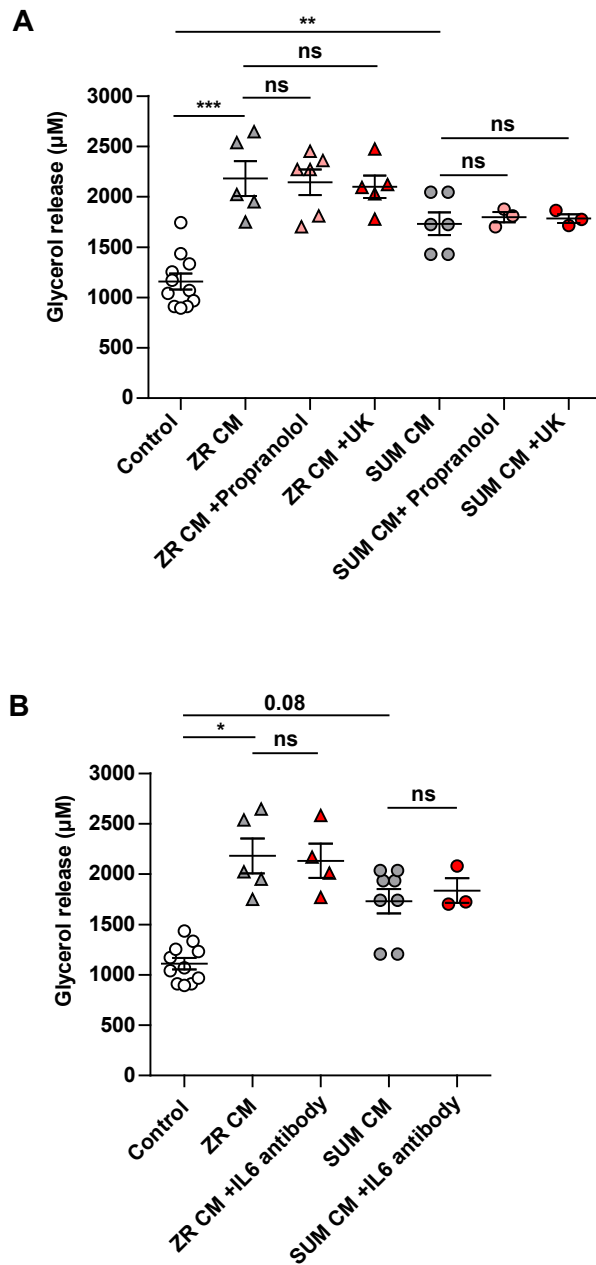 A
**
ns
ns
***
ns
ns
3000
2500
2000
1500
1000
500
0
Glycerol release (µM)
Control
ZR CM
ZR CM +Propranolol
ZR CM +UK
SUM CM
SUM CM+ Propranolol
SUM CM +UK
B
0.08
*
ns
ns
3000
2500
2000
1500
1000
500
0
Glycerol release (µM)
Control
ZR CM
ZR CM +IL6 antibody
SUM CM
SUM CM +IL6 antibody